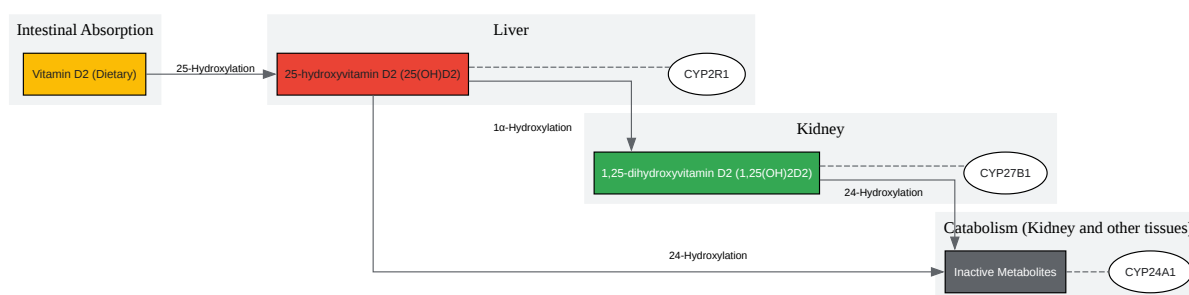 Intestinal Absorption
Liver
Vitamin D2 (Dietary)
25-Hydroxylation
25-hydroxyvitamin D2 (25(OH)D2)
CYP2R1
1α-Hydroxylation
Kidney
1,25-dihydroxyvitamin D2 (1,25(OH)2D2)
CYP27B1
24-Hydroxylation
Catabolism (Kidney and other tissues)
24-Hydroxylation
Inactive Metabolites
CYP24A1